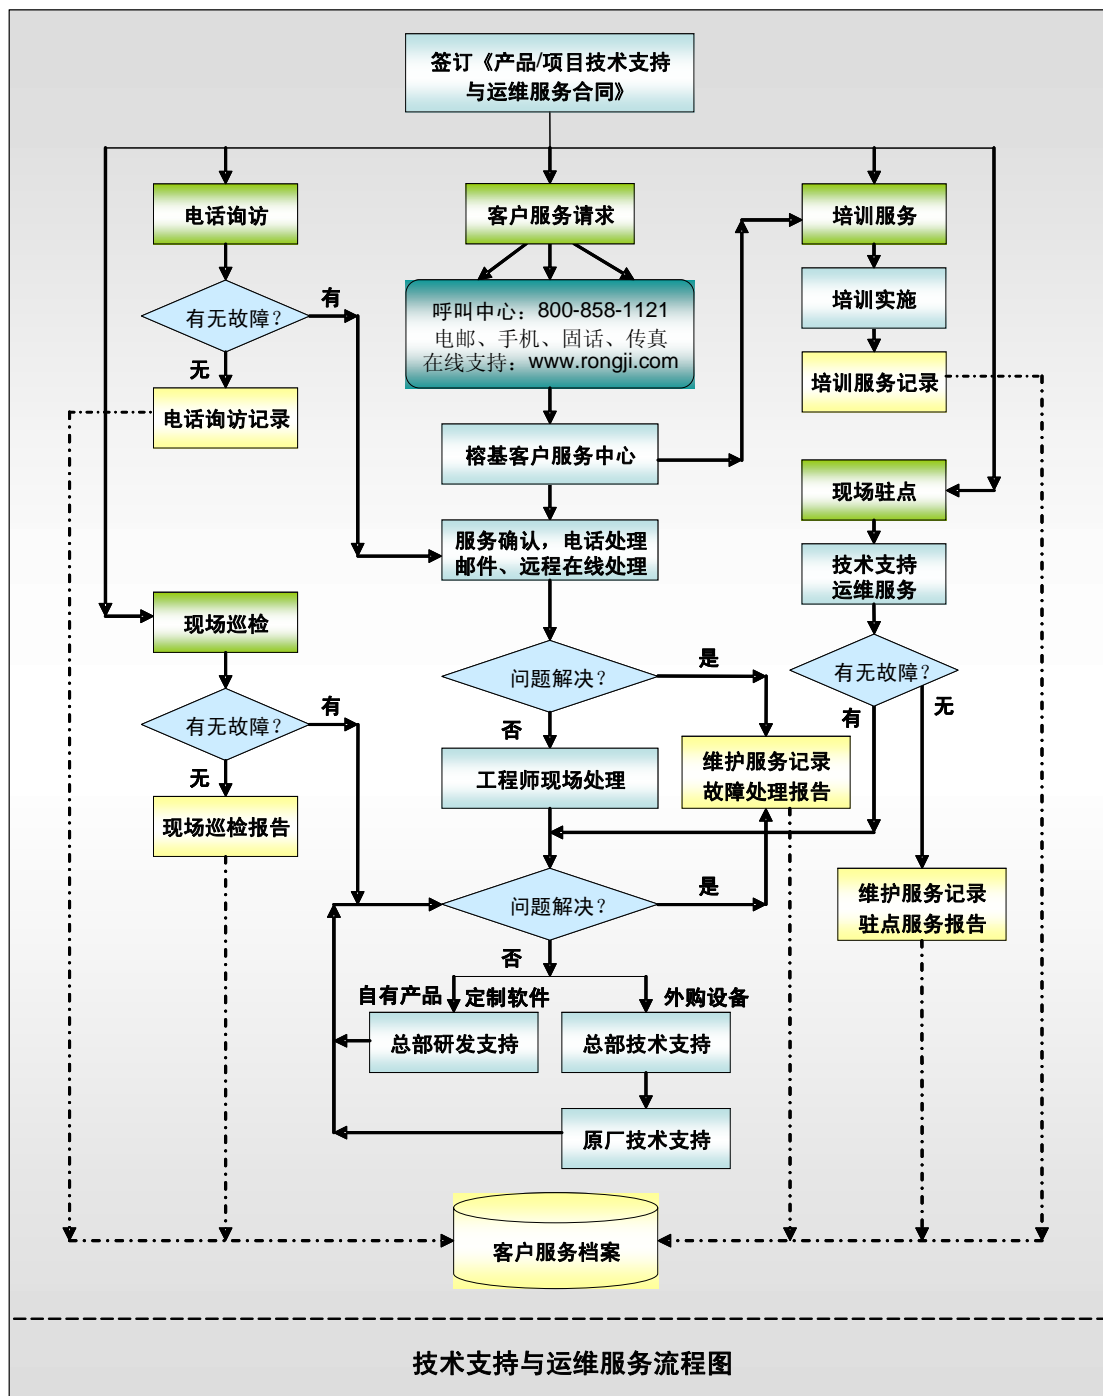 签订《产品/项目技术支持
与运维服务合同》
电话询访
客户服务请求
培训服务
有无故障?
有
无
电话询访记录
呼叫中心：800-858-1121
电邮、手机、固话、传真
在线支持：www.rongji.com
培训实施
培训服务记录
榕基客户服务中心
现场驻点
服务确认，电话处理
邮件、远程在线处理
技术支持
运维服务
现场巡检
问题解决?
是
否
有无故障?
有
无
有无故障?
有
无
工程师现场处理
维护服务记录
故障处理报告
现场巡检报告
问题解决?
是
否
维护服务记录
驻点服务报告
自有产品
定制软件
外购设备
总部研发支持
总部技术支持
原厂技术支持
客户服务档案
技术支持与运维服务流程图